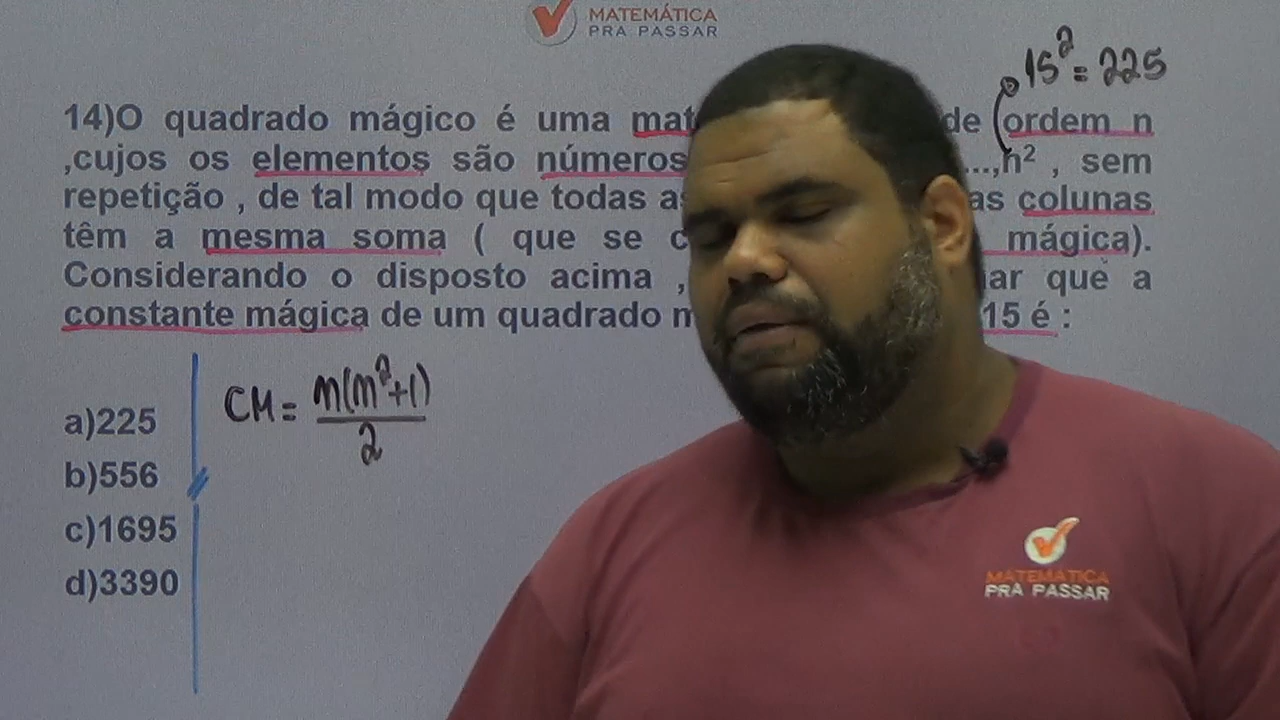 MATEMÁTICA
PRA PASSAR
15² = 225
14)O quadrado mágico é uma de ordem n
,cujos os elementos são números ...,n² , sem
repetição , de tal modo que todas as colunas
têm a mesma soma ( que se mágica).
Considerando o disposto acima , que a
constante mágica de um quadrado 15 é :
CM = n(n²+1)
2
a)225
b)556
c)1695
d)3390
MATEMÁTICA
PRA PASSAR